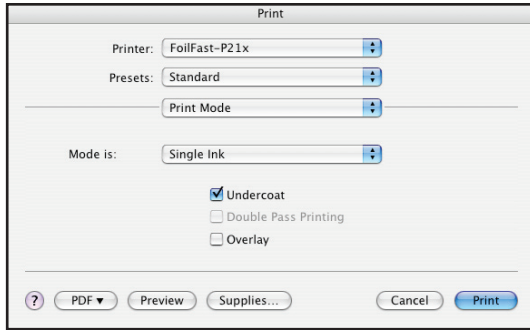 Print
Printer: FoilFast-P21x
Presets: Standard
Print Mode
Mode is: Single Ink
Undercoat
Double Pass Printing
Overlay
? PDF ▼ Preview Supplies... Cancel Print